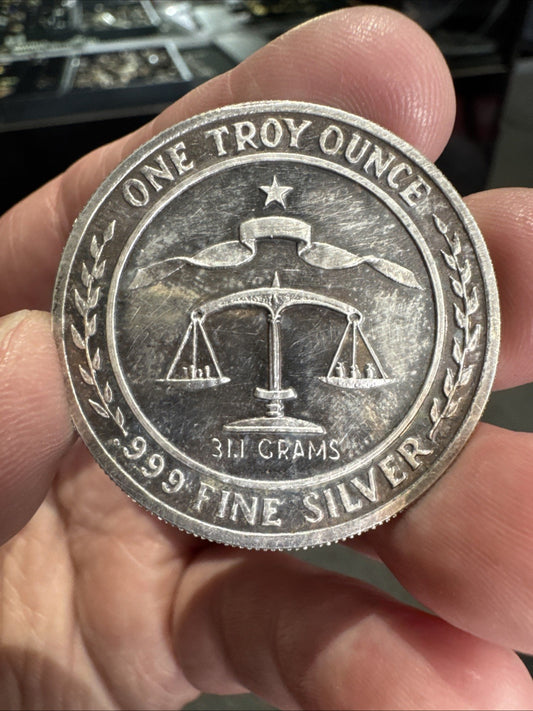 ONE TROY OUNCE
31.1 GRAMS
.999 FINE SILVER